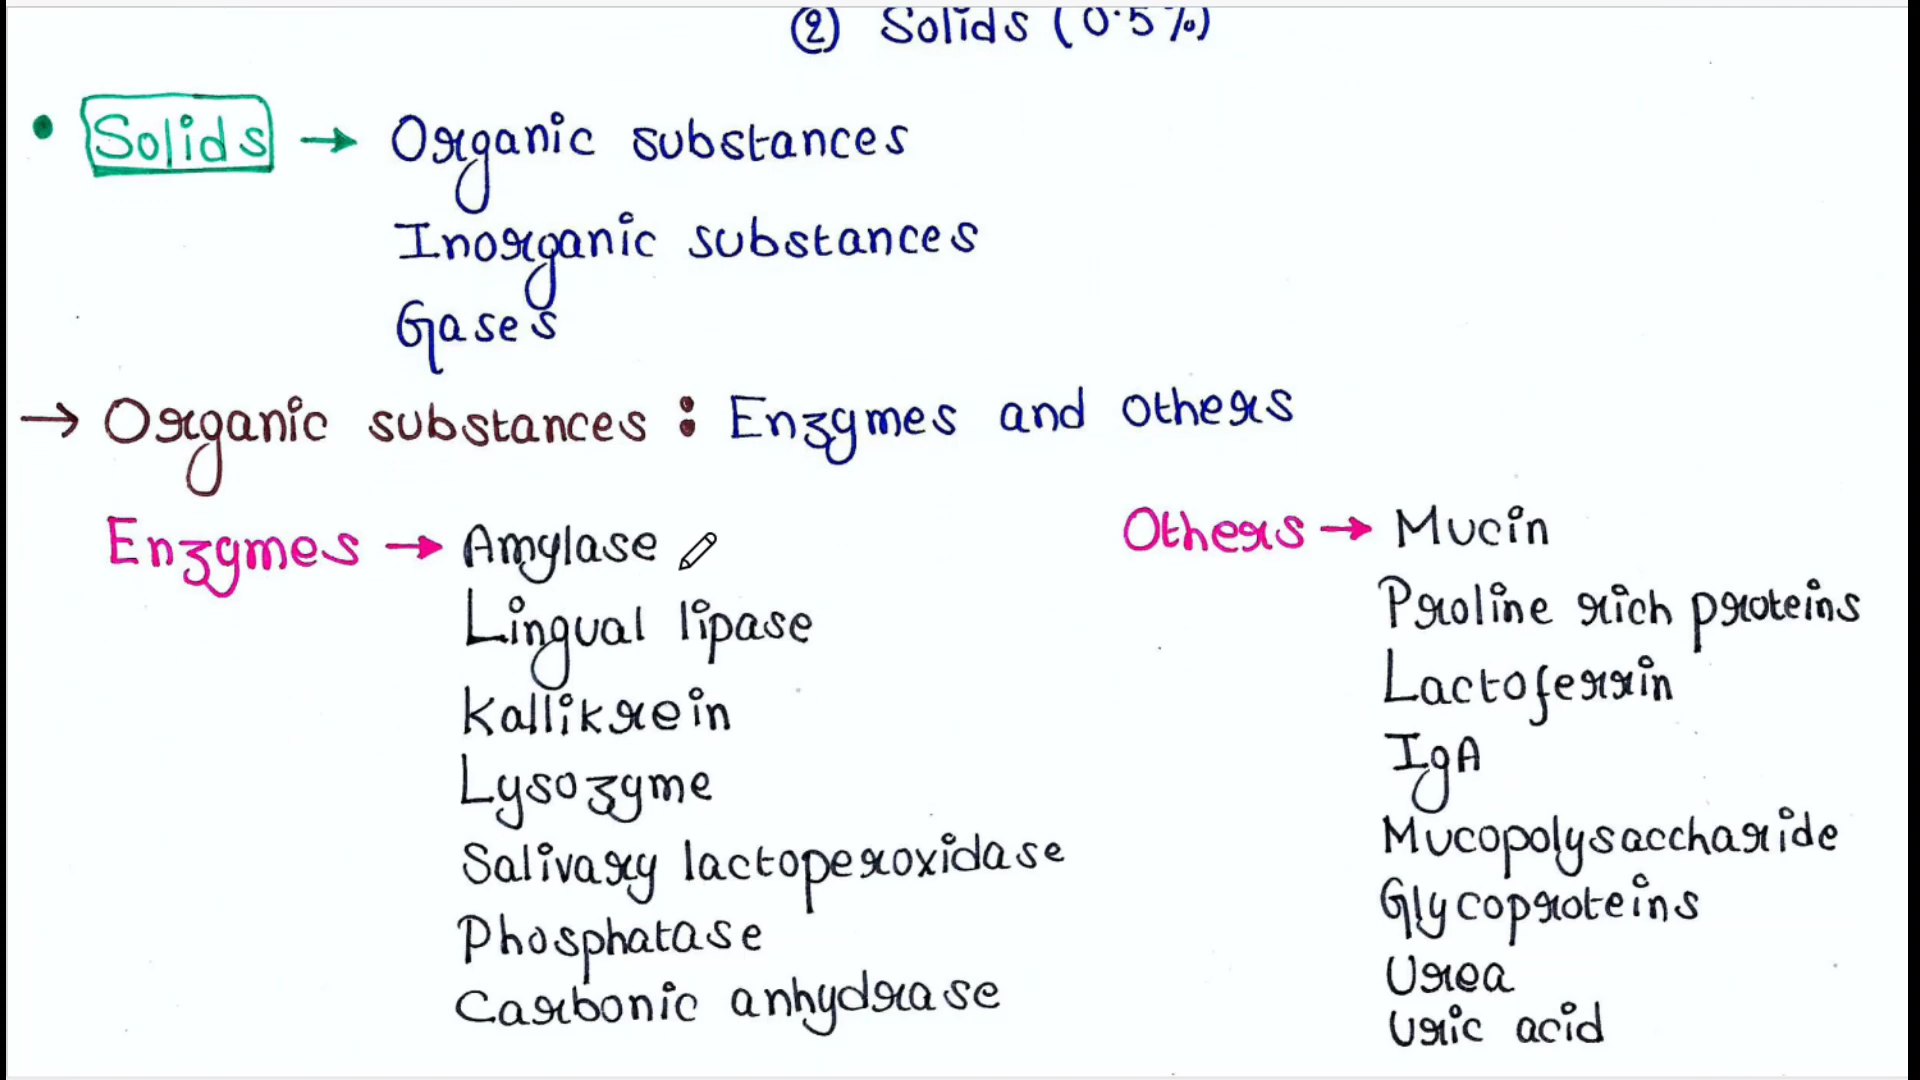 ② Solids (0.5%)
• Solids → Organic substances
Inorganic substances
Gases
→ Organic substances : Enzymes and others
Enzymes → Amylase
Lingual lipase
Kallikrein
Lysozyme
Salivary lactoperoxidase
Phosphatase
Carbonic anhydrase
Others → Mucin
Proline rich proteins
Lactoferrin
IgA
Mucopolysaccharide
Glycoproteins
Urea
Uric acid